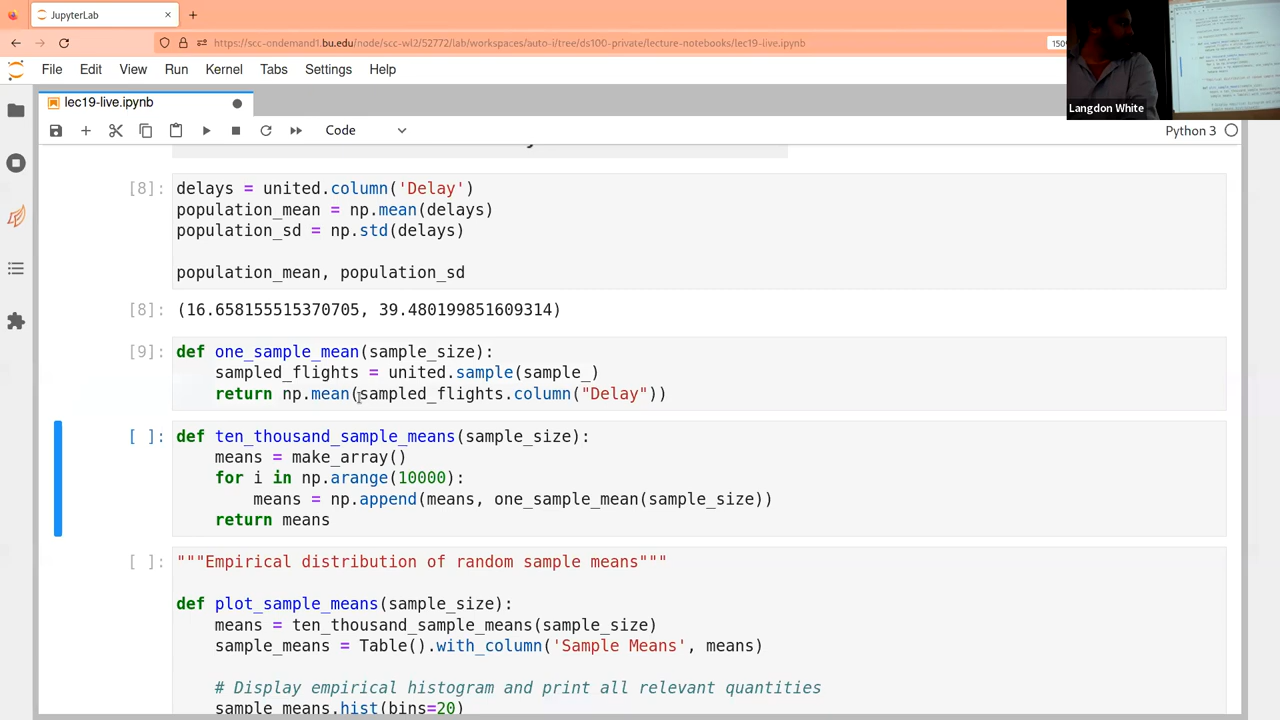 JupyterLab
https://scc-ondemand1.bu.edu/node/scc-wl2/52772/lab/workspaces/auto-i/tree/ds100-private/lecture-notebooks/lec19-live.ipynb
File Edit View Run Kernel Tabs Settings Help
Langdon White
lec19-live.ipynb
Code
Python 3
[8]: delays = united.column('Delay')
population_mean = np.mean(delays)
population_sd = np.std(delays)
population_mean, population_sd
[8]: (16.658155515370705, 39.480199851609314)
[9]: def one_sample_mean(sample_size):
sampled_flights = united.sample(sample_)
return np.mean(sampled_flights.column("Delay"))
[ ]: def ten_thousand_sample_means(sample_size):
means = make_array()
for i in np.arange(10000):
means = np.append(means, one_sample_mean(sample_size))
return means
[ ]: """Empirical distribution of random sample means"""
def plot_sample_means(sample_size):
means = ten_thousand_sample_means(sample_size)
sample_means = Table().with_column('Sample Means', means)
# Display empirical histogram and print all relevant quantities
sample_means.hist(bins=20)